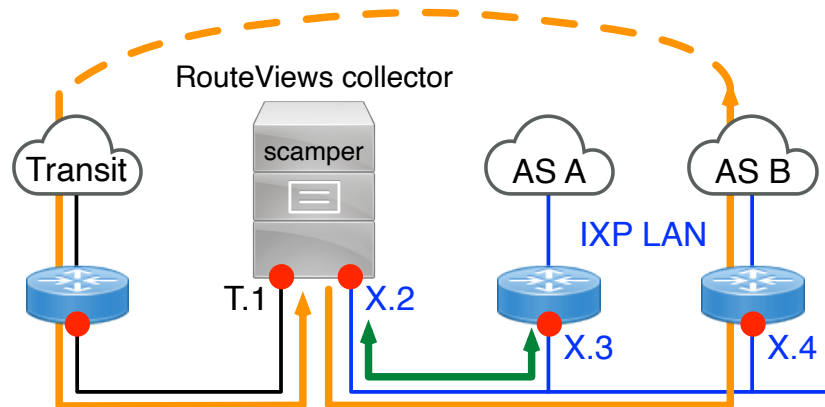 RouteViews collector
Transit
scamper
AS A
AS B
IXP LAN
T.1
X.2
X.3
X.4